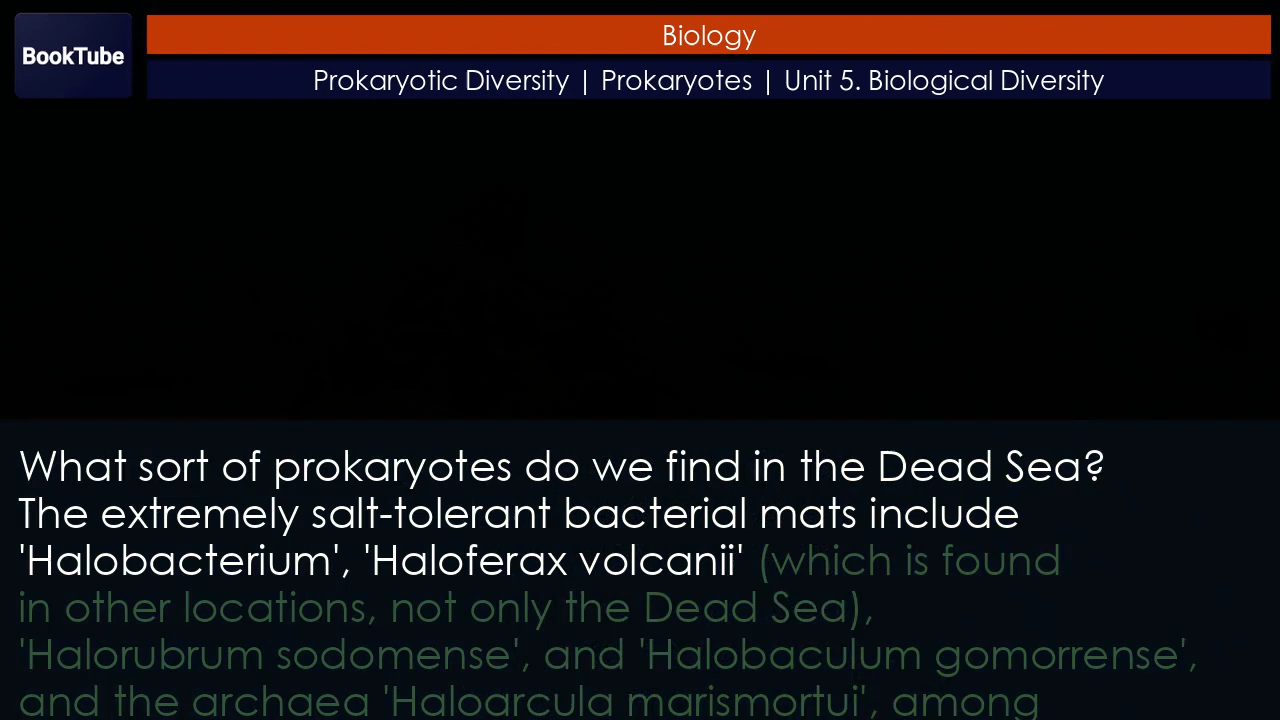 BookTube
Biology
Prokaryotic Diversity | Prokaryotes | Unit 5. Biological Diversity
What sort of prokaryotes do we find in the Dead Sea?
The extremely salt-tolerant bacterial mats include
'Halobacterium', 'Haloferax volcanii' (which is found
in other locations, not only the Dead Sea),
'Halorubrum sodomense', and 'Halobaculum gomorrense',
and the archaea 'Haloarcula marismortui', among